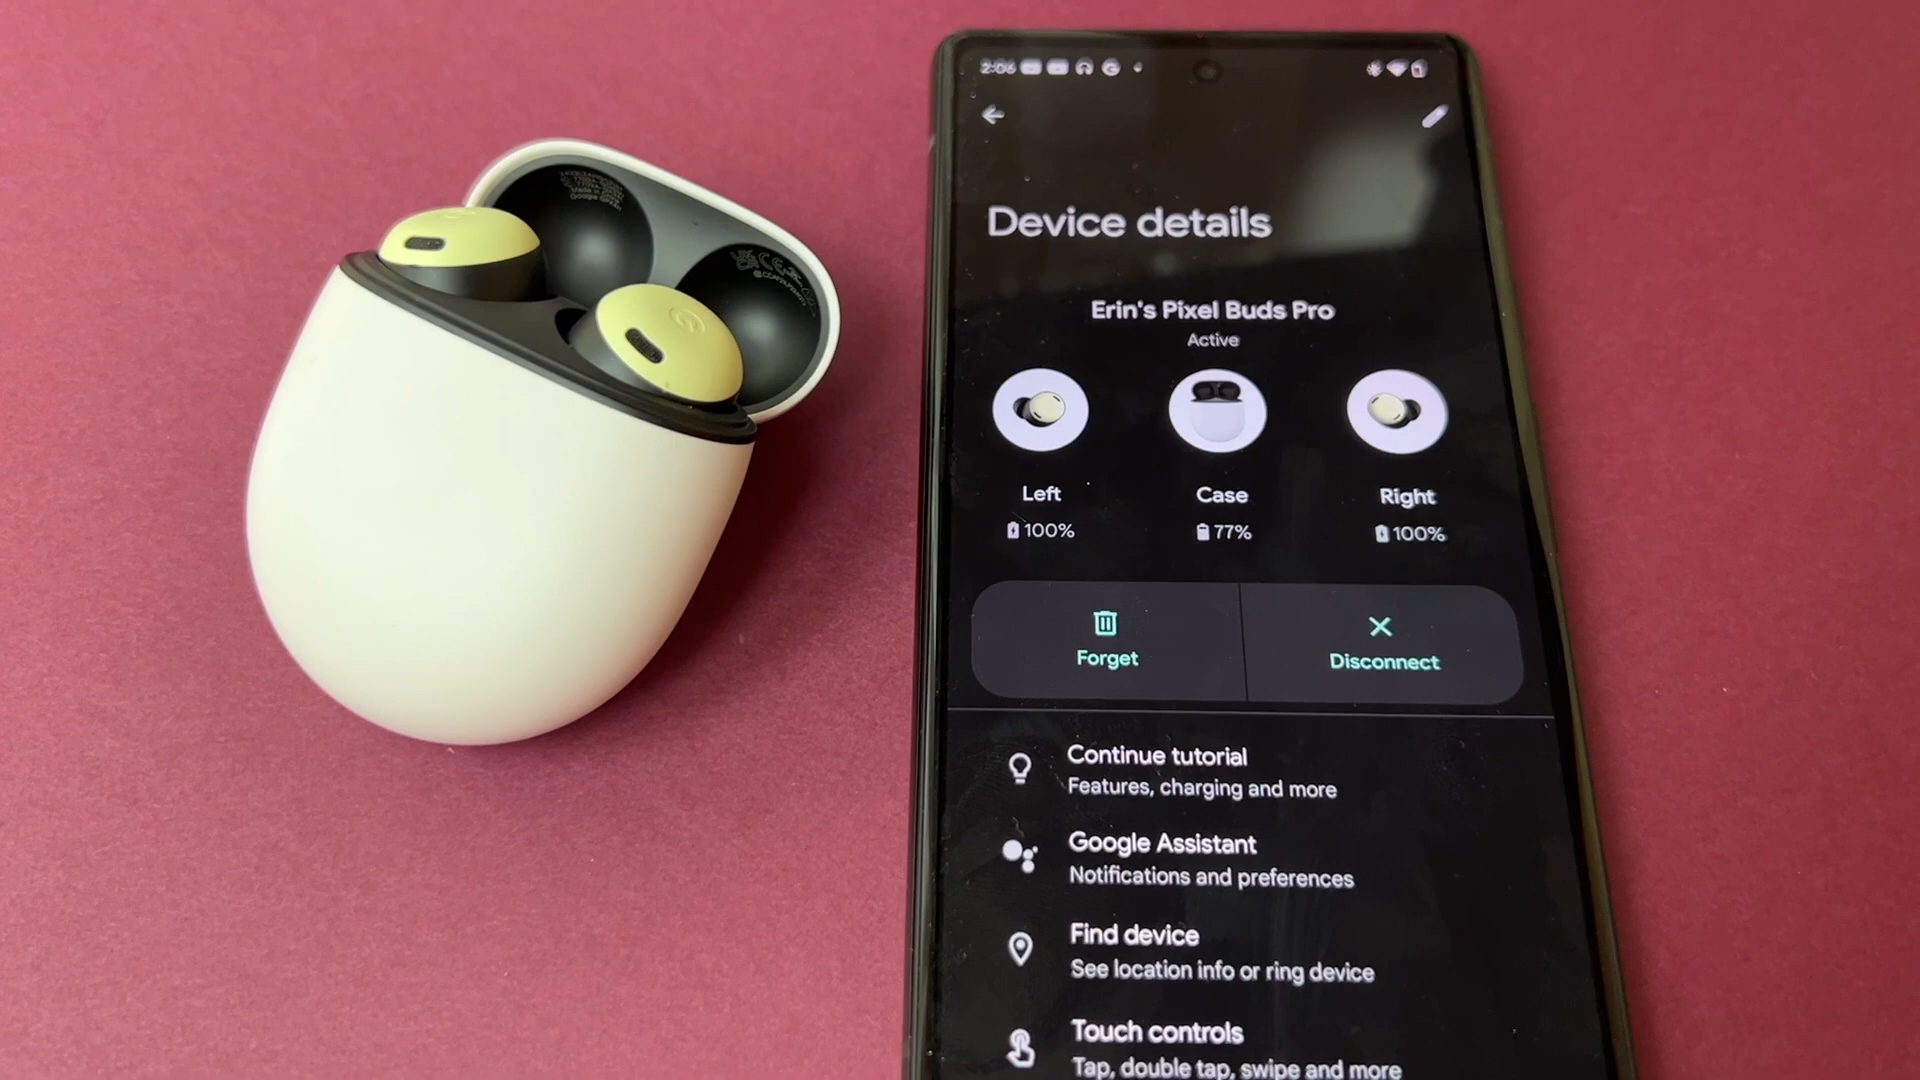 2:06
Device details
Erin's Pixel Buds Pro
Active
Left
Case
Right
100%
77%
100%
Forget
Disconnect
Continue tutorial
Features, charging and more
Google Assistant
Notifications and preferences
Find device
See location info or ring device
Touch controls
Tap, double tap, swipe and more